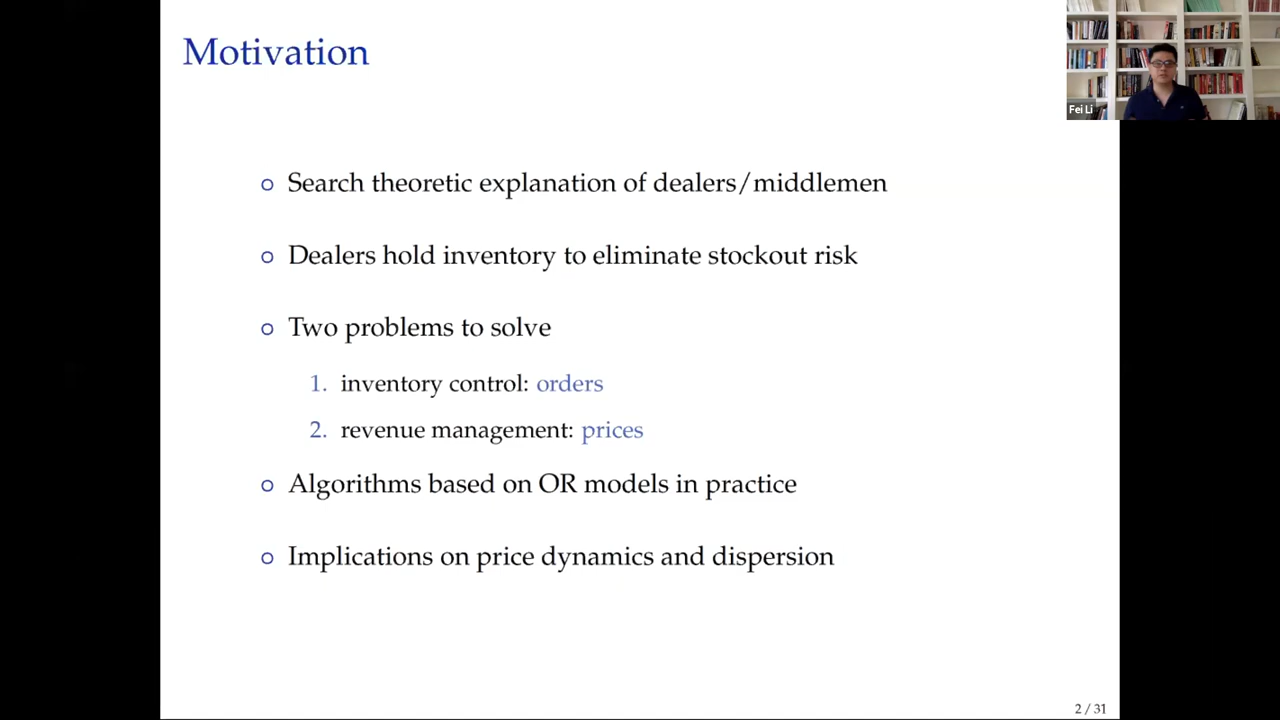 Motivation
Fei Li
○ Search theoretic explanation of dealers/middlemen
○ Dealers hold inventory to eliminate stockout risk
○ Two problems to solve
1. inventory control: orders
2. revenue management: prices
○ Algorithms based on OR models in practice
○ Implications on price dynamics and dispersion
2 / 31